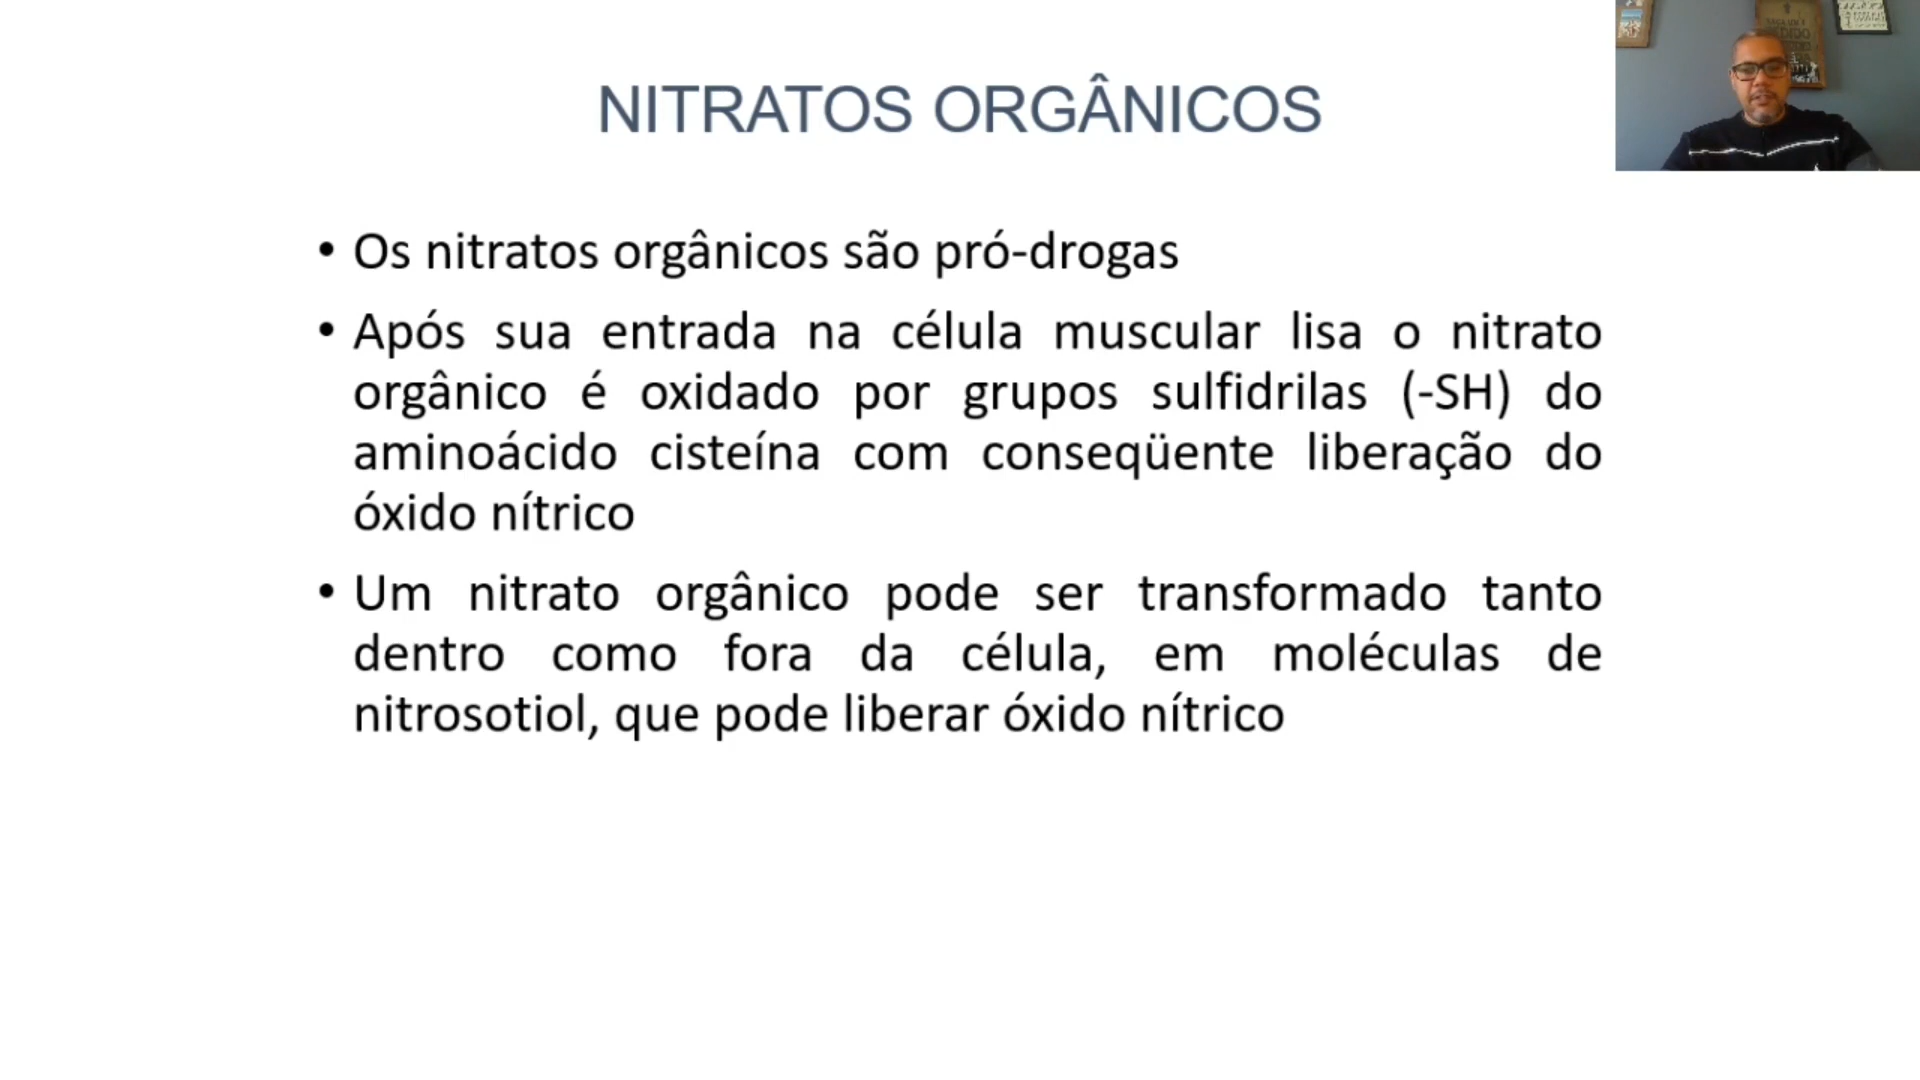 NITRATOS ORGÂNICOS
• Os nitratos orgânicos são pró-drogas
• Após sua entrada na célula muscular lisa o nitrato
orgânico é oxidado por grupos sulfidrilas (-SH) do
aminoácido cisteína com conseqüente liberação do
óxido nítrico
• Um nitrato orgânico pode ser transformado tanto
dentro como fora da célula, em moléculas de
nitrosotiol, que pode liberar óxido nítrico